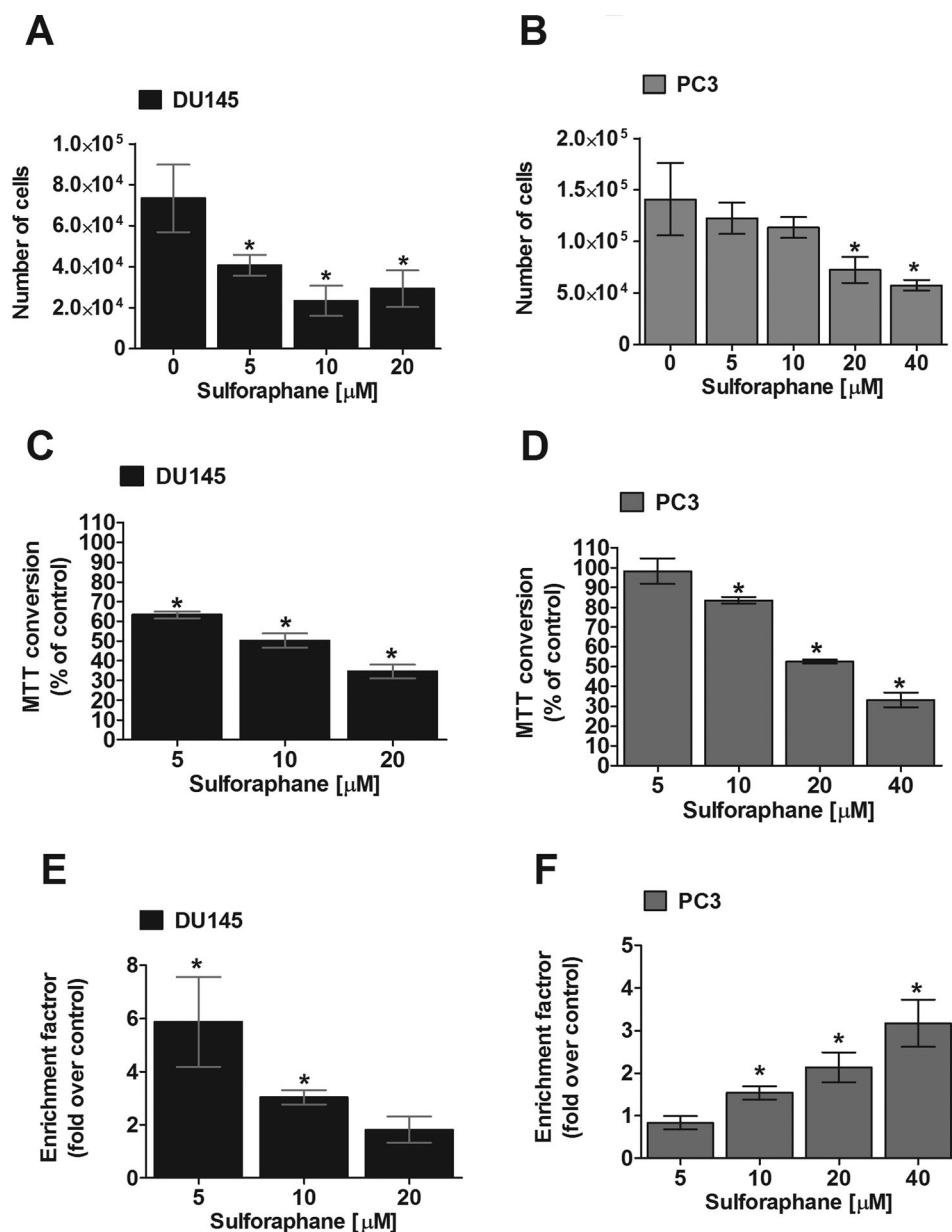 A
DU145
Number of cells
1.0×10⁵
8.0×10⁴
6.0×10⁴
4.0×10⁴
2.0×10⁴
0
*
*
*
0 5 10 20
Sulforaphane [μM]
B
PC3
Number of cells
2.0×10⁵
1.5×10⁵
1.0×10⁵
5.0×10⁴
0
*
*
0 5 10 20 40
Sulforaphane [μM]
C
DU145
MTT conversion
(% of control)
110
100
90
80
70
60
50
40
30
20
10
0
*
*
*
5 10 20
Sulforaphane [μM]
D
PC3
MTT conversion
(% of control)
110
100
90
80
70
60
50
40
30
20
10
0
*
*
*
5 10 20 40
Sulforaphane [μM]
E
DU145
Enrichment factror
(fold over control)
8
6
4
2
0
*
*
5 10 20
Sulforaphane [μM]
F
PC3
Enrichment factor
(fold over control)
5
4
3
2
1
0
*
*
*
5 10 20 40
Sulforaphane [μM]